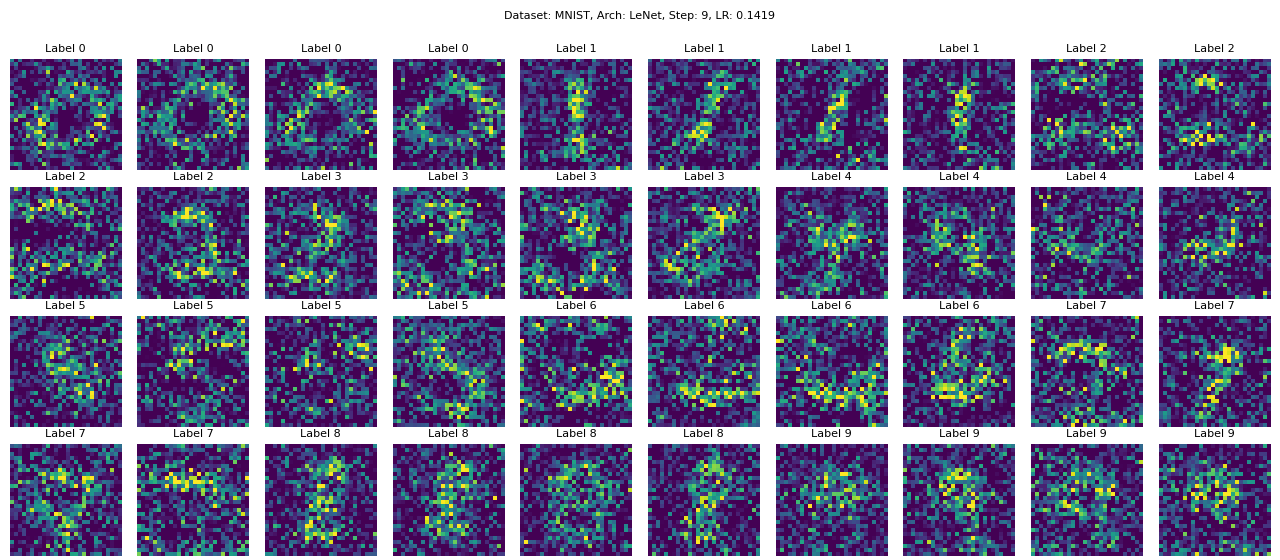 Dataset: MNIST, Arch: LeNet, Step: 9, LR: 0.1419
Label 0 Label 0 Label 0 Label 0 Label 1 Label 1 Label 1 Label 1 Label 2 Label 2
Label 2 Label 2 Label 3 Label 3 Label 3 Label 3 Label 4 Label 4 Label 4 Label 4
Label 5 Label 5 Label 5 Label 5 Label 6 Label 6 Label 6 Label 6 Label 7 Label 7
Label 7 Label 7 Label 8 Label 8 Label 8 Label 8 Label 9 Label 9 Label 9 Label 9